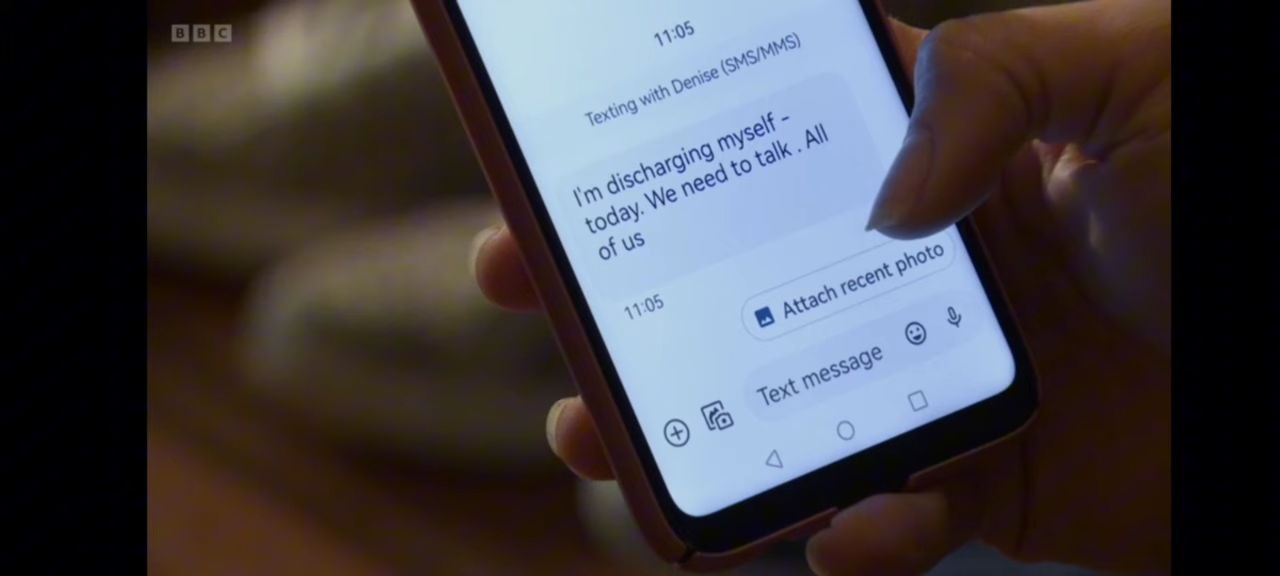 BBC
11:05
Texting with Denise (SMS/MMS)
I'm discharging myself -
today. We need to talk . All
of us
11:05
Attach recent photo
Text message